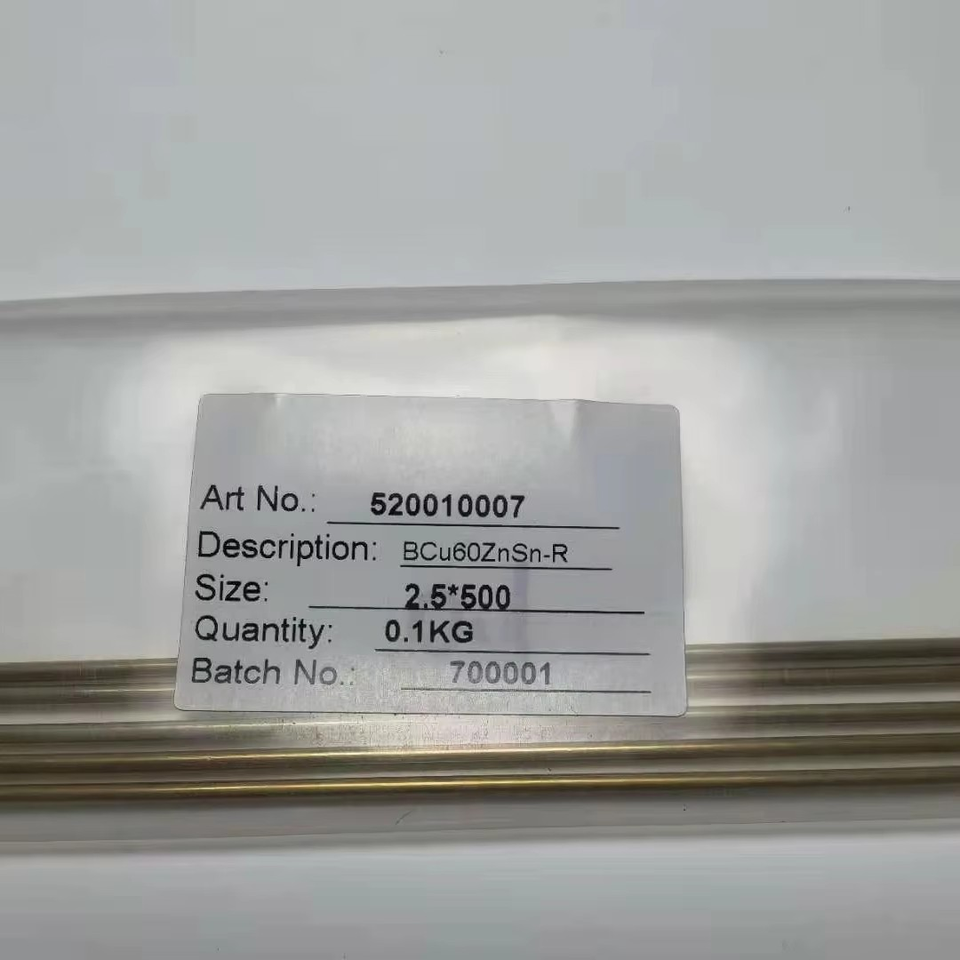 Art No.: 520010007
Description: BCu60ZnSn-R
Size: 2.5*500
Quantity: 0.1KG
Batch No.: 700001